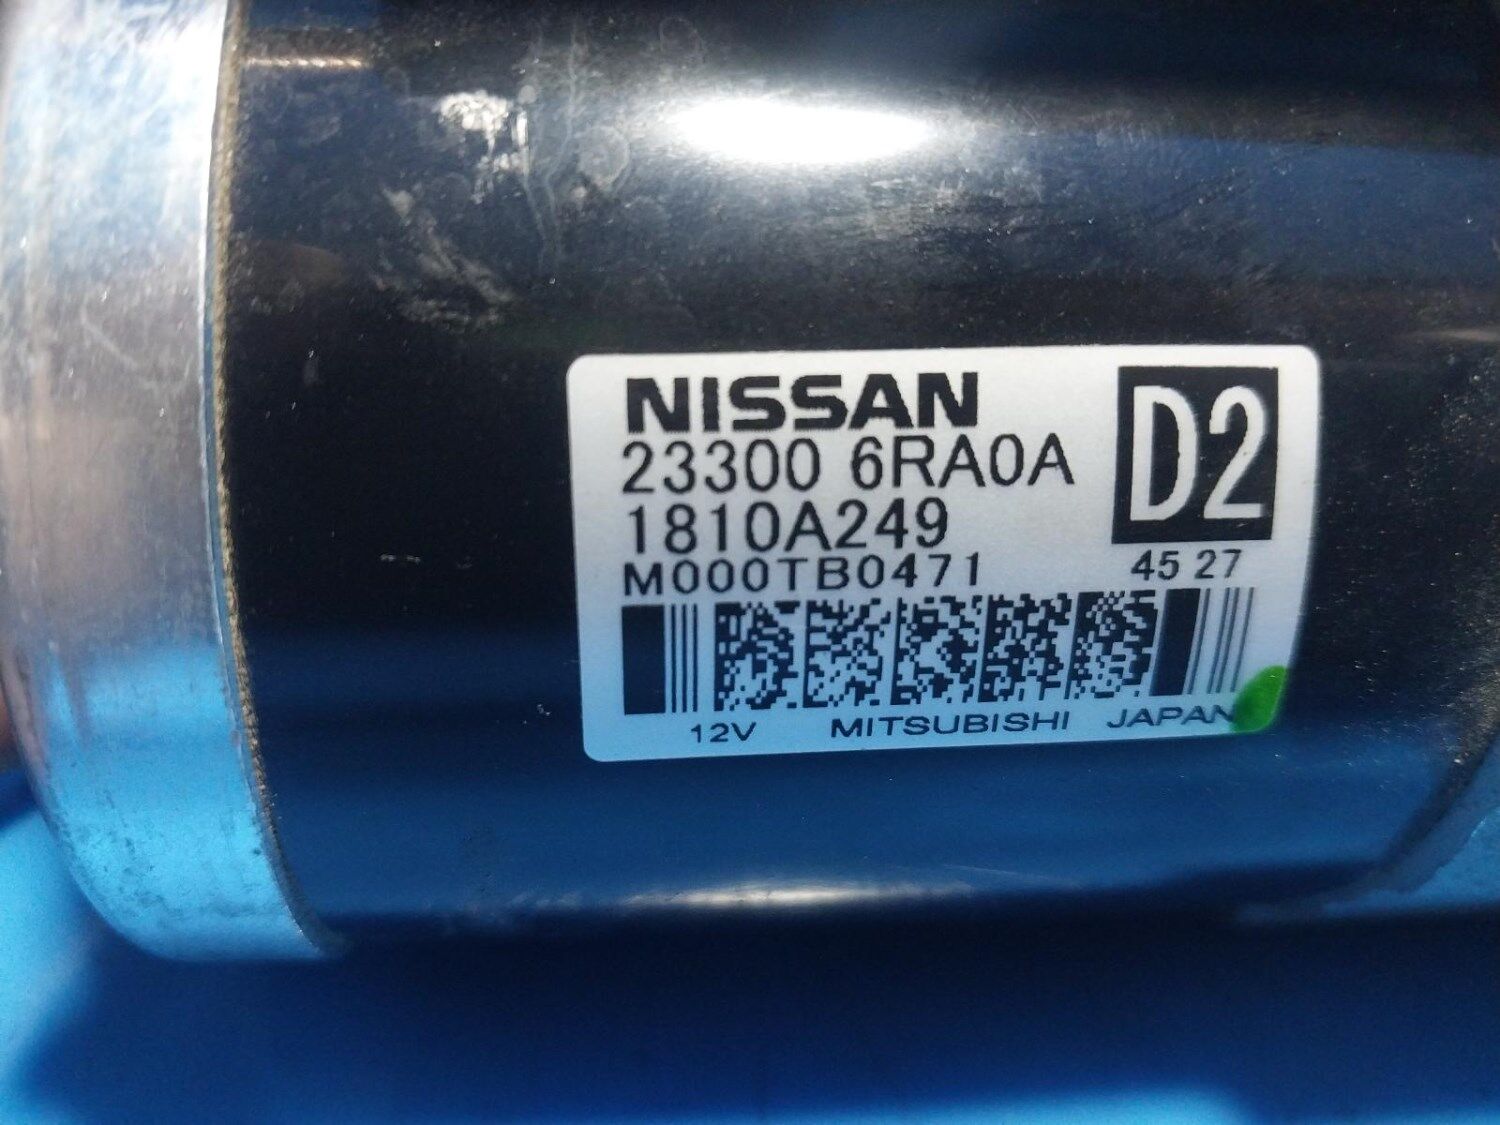 NISSAN
23300 6RA0A
D2
1810A249
M000TB0471
45 27
12V MITSUBISHI JAPAN